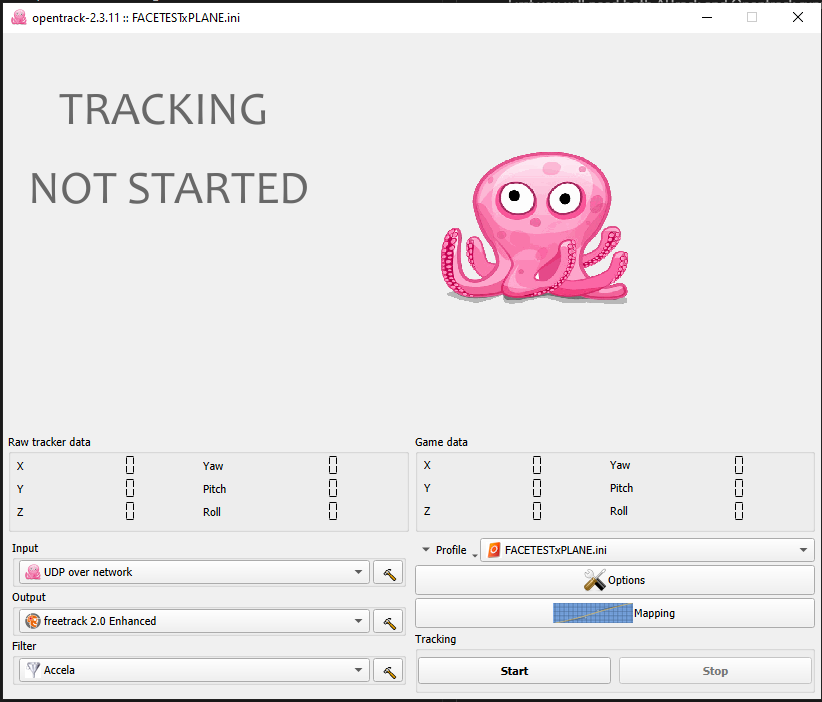 opentrack-2.3.11 :: FACETESTxPLANE.ini
TRACKING
NOT STARTED
Raw tracker data
X 0 Yaw 0
Y 0 Pitch 0
Z 0 Roll 0
Game data
X 0 Yaw 0
Y 0 Pitch 0
Z 0 Roll 0
Input
UDP over network
Output
freetrack 2.0 Enhanced
Filter
Accela
Profile FACETESTxPLANE.ini
Options
Mapping
Tracking
Start Stop